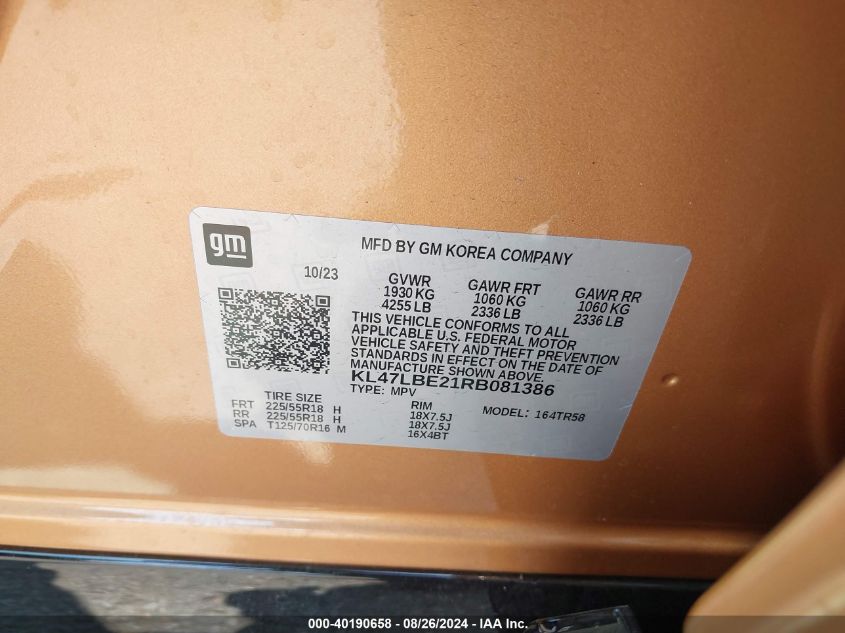 gm
MFD BY GM KOREA COMPANY
10/23
GVWR GAWR FRT GAWR RR
1930 KG 1060 KG 1060 KG
4255 LB 2336 LB 2336 LB
THIS VEHICLE CONFORMS TO ALL
APPLICABLE U.S. FEDERAL MOTOR
VEHICLE SAFETY AND THEFT PREVENTION
STANDARDS IN EFFECT ON THE DATE OF
MANUFACTURE SHOWN ABOVE.
KL47LBE21RB081386
TYPE: MPV
TIRE SIZE RIM MODEL: 164TR58
FRT 225/55R18 H 18X7.5J
RR 225/55R18 H 18X7.5J
SPA T125/70R16 M 16X4BT
000-40190658 - 08/26/2024 - IAA Inc.